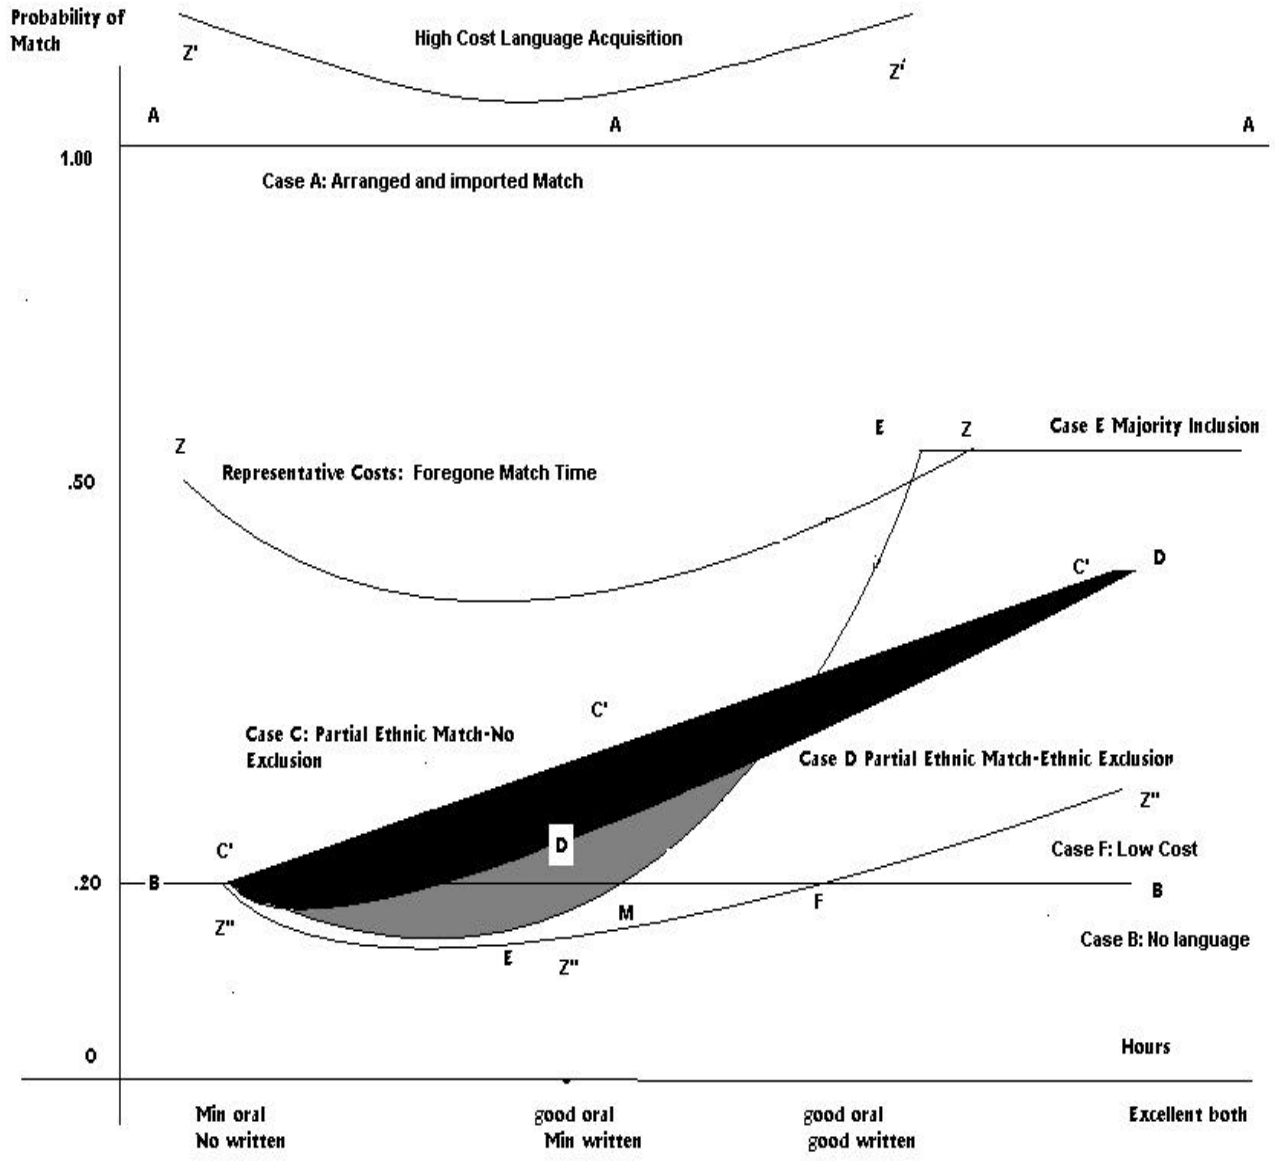 Probability of
Match
Z'
High Cost Language Acquisition
Z'
A
A
A
1.00
Case A: Arranged and imported Match
E
Z
Case E Majority Inclusion
Z
Representative Costs: Foregone Match Time
.50
C'
D
C'
Case C: Partial Ethnic Match-No
Exclusion
Case D Partial Ethnic Match-Ethnic Exclusion
Z"
C'
D
Case F: Low Cost
.20
B
B
F
M
Z"
Case B: No language
E
Z"
0
Hours
Min oral
No written
good oral
Min written
good oral
good written
Excellent both